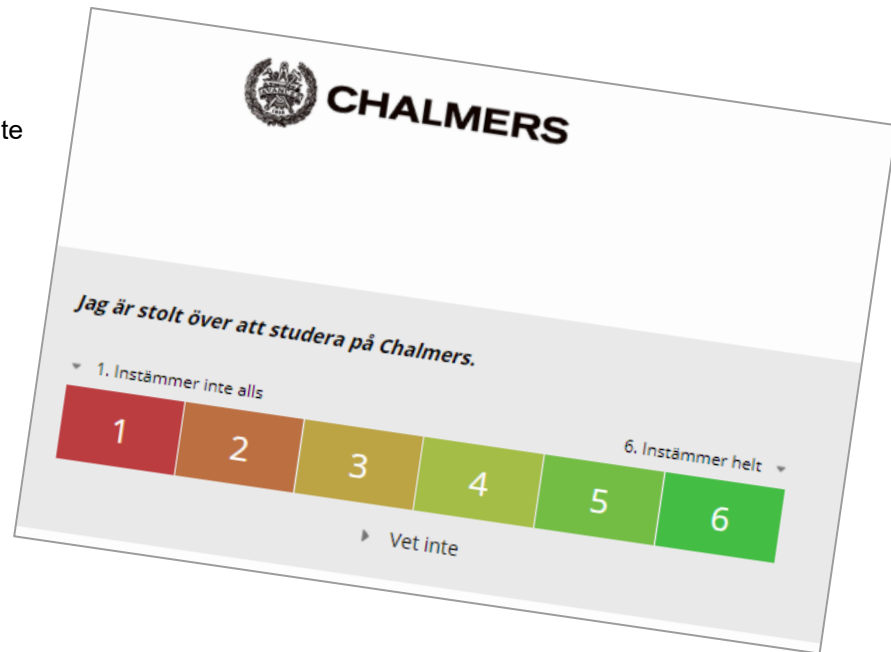 te
CHALMERS
Jag är stolt över att studera på Chalmers.
1. Instämmer inte alls
6. Instämmer helt
1 2 3 4 5 6
Vet inte